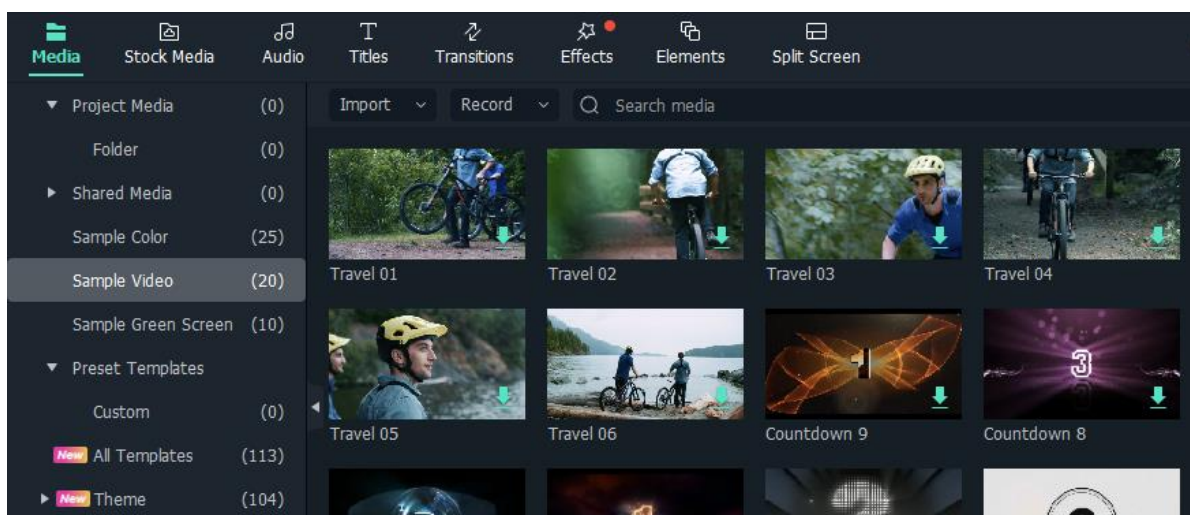 Media Stock Media Audio Titles Transitions Effects Elements Split Screen
Project Media (0)
Folder (0)
Shared Media (0)
Sample Color (25)
Sample Video (20)
Sample Green Screen (10)
Preset Templates
Custom (0)
New All Templates (113)
New Theme (104)
Import Record Search media
Travel 01 Travel 02 Travel 03 Travel 04
1 3
Travel 05 Travel 06 Countdown 9 Countdown 8